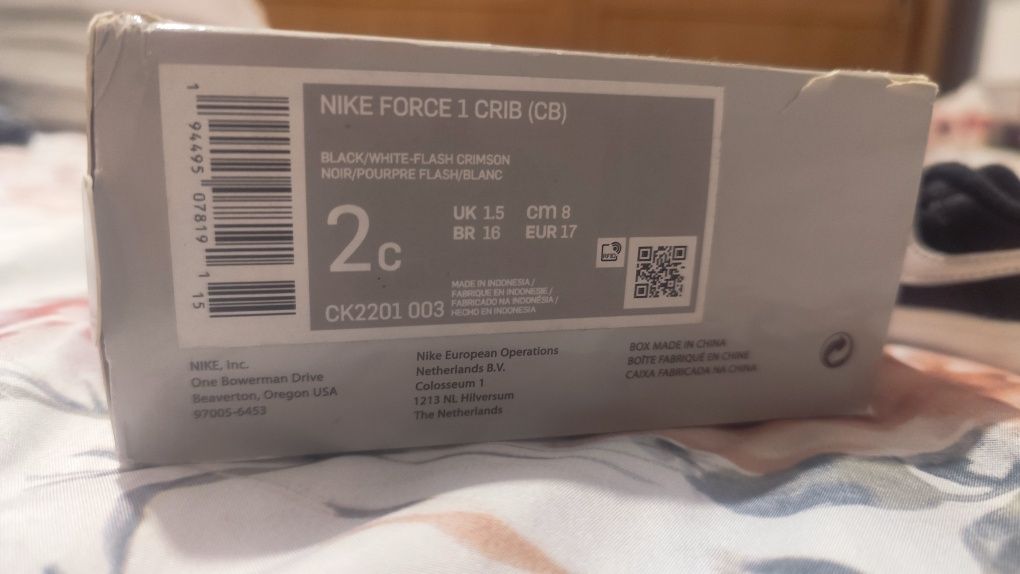 1 94495 07819 1
15
NIKE FORCE 1 CRIB (CB)
BLACK/WHITE-FLASH CRIMSON
NOIR/POURPRE FLASH/BLANC
2C
UK 1.5 cm 8
BR 16 EUR 17
RFID
MADE IN INDONESIA /
FABRIQUE EN INDONESIE /
FABRICADO NA INDONÉSIA /
HECHO EN INDONESIA
CK2201 003
NIKE, Inc.
One Bowerman Drive
Beaverton, Oregon USA
97005-6453
Nike European Operations
Netherlands B.V.
Colosseum 1
1213 NL Hilversum
The Netherlands
BOX MADE IN CHINA
BOÎTE FABRIQUÉ EN CHINE
CAIXA FABRICADA NA CHINA